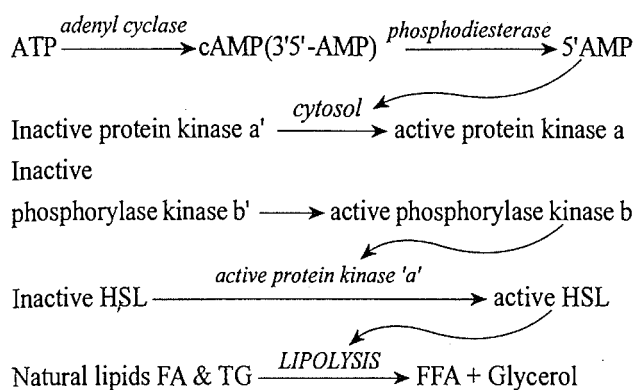 adenyl cyclase phosphodiesterase
ATP cAMP(3'5'-AMP) 5'AMP
cytosol
Inactive protein kinase a' active protein kinase a
Inactive
phosphorylase kinase b' active phosphorylase kinase b
active protein kinase 'a'
Inactive HSL active HSL
LIPOLYSIS
Natural lipids FA & TG FFA + Glycerol